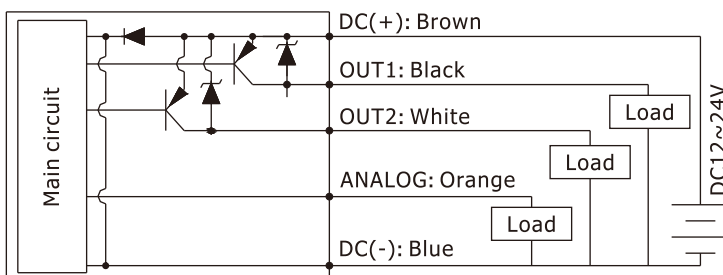 DC(+): Brown
OUT1: Black
Load
OUT2: White
Load
ANALOG: Orange
Load
DC(-): Blue
Main circuit
DC12~24V